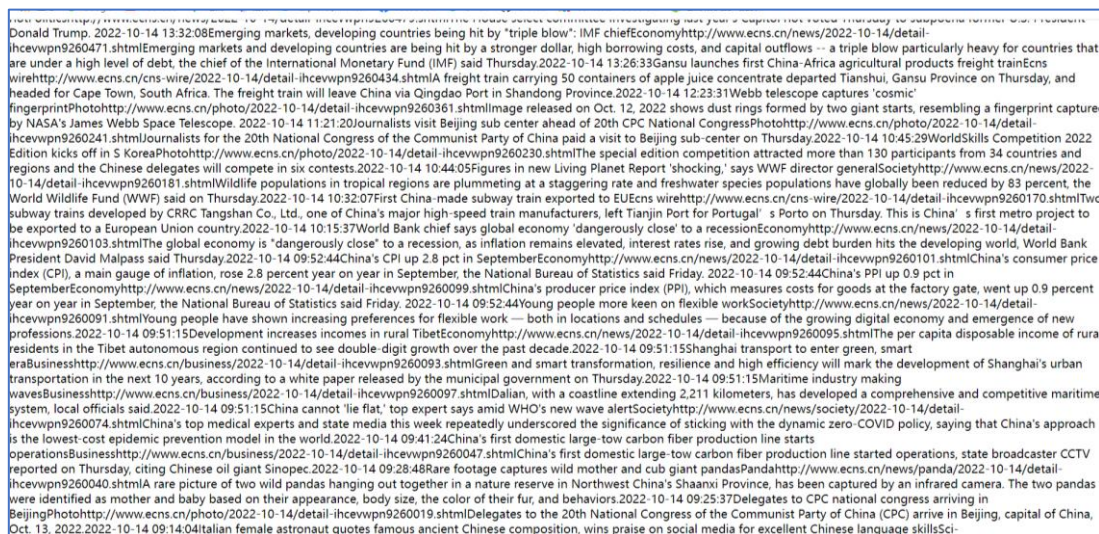 Donald Trump. 2022-10-14 13:32:08Emerging markets, developing countries being hit by "triple blow": IMF chiefEconomyhttp://www.ecns.cn/news/2022-10-14/detail-
ihcevwpn9260471.shtmlEmerging markets and developing countries are being hit by a stronger dollar, high borrowing costs, and capital outflows -- a triple blow particularly heavy for countries that
are under a high level of debt, the chief of the International Monetary Fund (IMF) said Thursday.2022-10-14 13:26:33Gansu launches first China-Africa agricultural products freight trainEcns
wirehttp://www.ecns.cn/cns-wire/2022-10-14/detail-ihcevwpn9260434.shtmlA freight train carrying 50 containers of apple juice concentrate departed Tianshui, Gansu Province on Thursday, and
headed for Cape Town, South Africa. The freight train will leave China via Qingdao Port in Shandong Province.2022-10-14 12:23:31Webb telescope captures 'cosmic'
fingerprintPhotohttp://www.ecns.cn/photo/2022-10-14/detail-ihcevwpn9260361.shtmlImage released on Oct. 12, 2022 shows dust rings formed by two giant starts, resembling a fingerprint captured
by NASA's James Webb Space Telescope. 2022-10-14 11:21:20Journalists visit Beijing sub center ahead of 20th CPC National CongressPhotohttp://www.ecns.cn/photo/2022-10-14/detail-
ihcevwpn9260241.shtmlJournalists for the 20th National Congress of the Communist Party of China paid a visit to Beijing sub-center on Thursday.2022-10-14 10:45:29WorldSkills Competition 2022
Edition kicks off in S KoreaPhotohttp://www.ecns.cn/photo/2022-10-14/detail-ihcevwpn9260230.shtmlThe special edition competition attracted more than 130 participants from 34 countries and
regions and the Chinese delegates will compete in six contests.2022-10-14 10:44:05Figures in new Living Planet Report 'shocking,' says WWF director generalSocietyhttp://www.ecns.cn/news/2022-
10-14/detail-ihcevwpn9260181.shtmlWildlife populations in tropical regions are plummeting at a staggering rate and freshwater species populations have globally been reduced by 83 percent, the
World Wildlife Fund (WWF) said on Thursday.2022-10-14 10:32:07First China-made subway train exported to EUEcns wirehttp://www.ecns.cn/cns-wire/2022-10-14/detail-ihcevwpn9260170.shtmlTwo
subway trains developed by CRRC Tangshan Co., Ltd., one of China's major high-speed train manufacturers, left Tianjin Port for Portugal’s Porto on Thursday. This is China’s first metro project to
be exported to a European Union country.2022-10-14 10:15:37World Bank chief says global economy 'dangerously close' to a recessionEconomyhttp://www.ecns.cn/news/2022-10-14/detail-
ihcevwpn9260103.shtmlThe global economy is "dangerously close" to a recession, as inflation remains elevated, interest rates rise, and growing debt burden hits the developing world, World Bank
President David Malpass said Thursday.2022-10-14 09:52:44China's CPI up 2.8 pct in SeptemberEconomyhttp://www.ecns.cn/news/2022-10-14/detail-ihcevwpn9260101.shtmlChina's consumer price
index (CPI), a main gauge of inflation, rose 2.8 percent year on year in September, the National Bureau of Statistics said Friday. 2022-10-14 09:52:44China's PPI up 0.9 pct in
SeptemberEconomyhttp://www.ecns.cn/news/2022-10-14/detail-ihcevwpn9260099.shtmlChina's producer price index (PPI), which measures costs for goods at the factory gate, went up 0.9 percent
year on year in September, the National Bureau of Statistics said Friday. 2022-10-14 09:52:44Young people more keen on flexible workSocietyhttp://www.ecns.cn/news/2022-10-14/detail-
ihcevwpn9260091.shtmlYoung people have shown increasing preferences for flexible work — both in locations and schedules — because of the growing digital economy and emergence of new
professions.2022-10-14 09:51:15Development increases incomes in rural TibetEconomyhttp://www.ecns.cn/news/2022-10-14/detail-ihcevwpn9260095.shtmlThe per capita disposable income of rural
residents in the Tibet autonomous region continued to see double-digit growth over the past decade.2022-10-14 09:51:15Shanghai transport to enter green, smart
eraBusinesshttp://www.ecns.cn/business/2022-10-14/detail-ihcevwpn9260093.shtmlGreen and smart transformation, resilience and high efficiency will mark the development of Shanghai's urban
transportation in the next 10 years, according to a white paper released by the municipal government on Thursday.2022-10-14 09:51:15Maritime industry making
wavesBusinesshttp://www.ecns.cn/business/2022-10-14/detail-ihcevwpn9260097.shtmlDalian, with a coastline extending 2,211 kilometers, has developed a comprehensive and competitive maritime
system, local officials said.2022-10-14 09:51:15China cannot 'lie flat,' top expert says amid WHO's new wave alertSocietyhttp://www.ecns.cn/news/society/2022-10-14/detail-
ihcevwpn9260074.shtmlChina's top medical experts and state media this week repeatedly underscored the significance of sticking with the dynamic zero-COVID policy, saying that China's approach
is the lowest-cost epidemic prevention model in the world.2022-10-14 09:41:24China's first domestic large-tow carbon fiber production line starts
operationsBusinesshttp://www.ecns.cn/business/2022-10-14/detail-ihcevwpn9260047.shtmlChina's first domestic large-tow carbon fiber production line started operations, state broadcaster CCTV
reported on Thursday, citing Chinese oil giant Sinopec.2022-10-14 09:28:48Rare footage captures wild mother and cub giant pandasPandahttp://www.ecns.cn/news/panda/2022-10-14/detail-
ihcevwpn9260040.shtmlA rare picture of two wild pandas hanging out together in a nature reserve in Northwest China's Shaanxi Province, has been captured by an infrared camera. The two pandas
were identified as mother and baby based on their appearance, body size, the color of their fur, and behaviors.2022-10-14 09:25:37Delegates to CPC national congress arriving in
BeijingPhotohttp://www.ecns.cn/photo/2022-10-14/detail-ihcevwpn9260019.shtmlDelegates to the 20th National Congress of the Communist Party of China (CPC) arrive in Beijing, capital of China,
Oct. 13, 2022.2022-10-14 09:14:04Italian female astronaut quotes famous ancient Chinese composition, wins praise on social media for excellent Chinese language skillsSci-